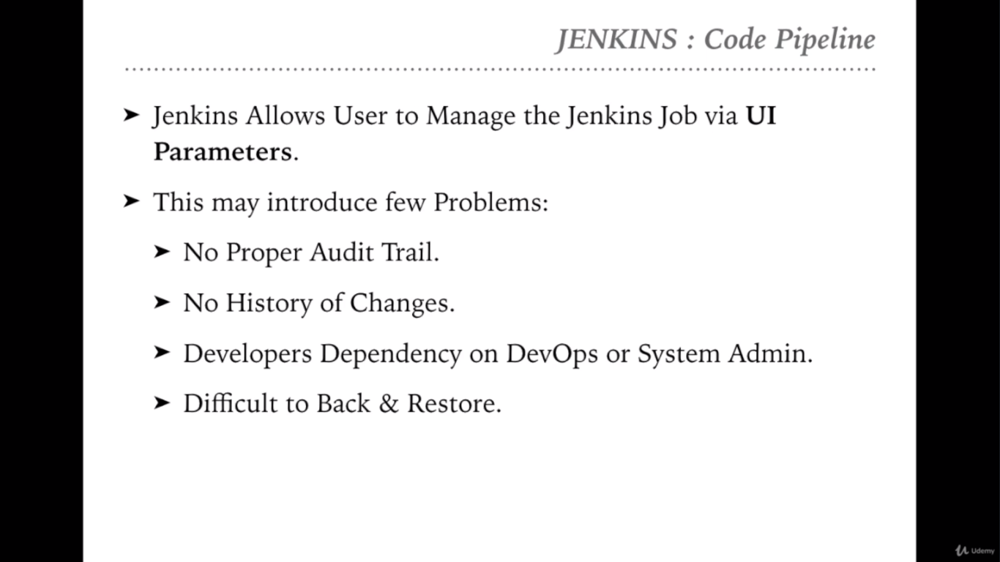 JENKINS : Code Pipeline
➤ Jenkins Allows User to Manage the Jenkins Job via UI
Parameters.
➤ This may introduce few Problems:
➤ No Proper Audit Trail.
➤ No History of Changes.
➤ Developers Dependency on DevOps or System Admin.
➤ Difficult to Back & Restore.
Udemy